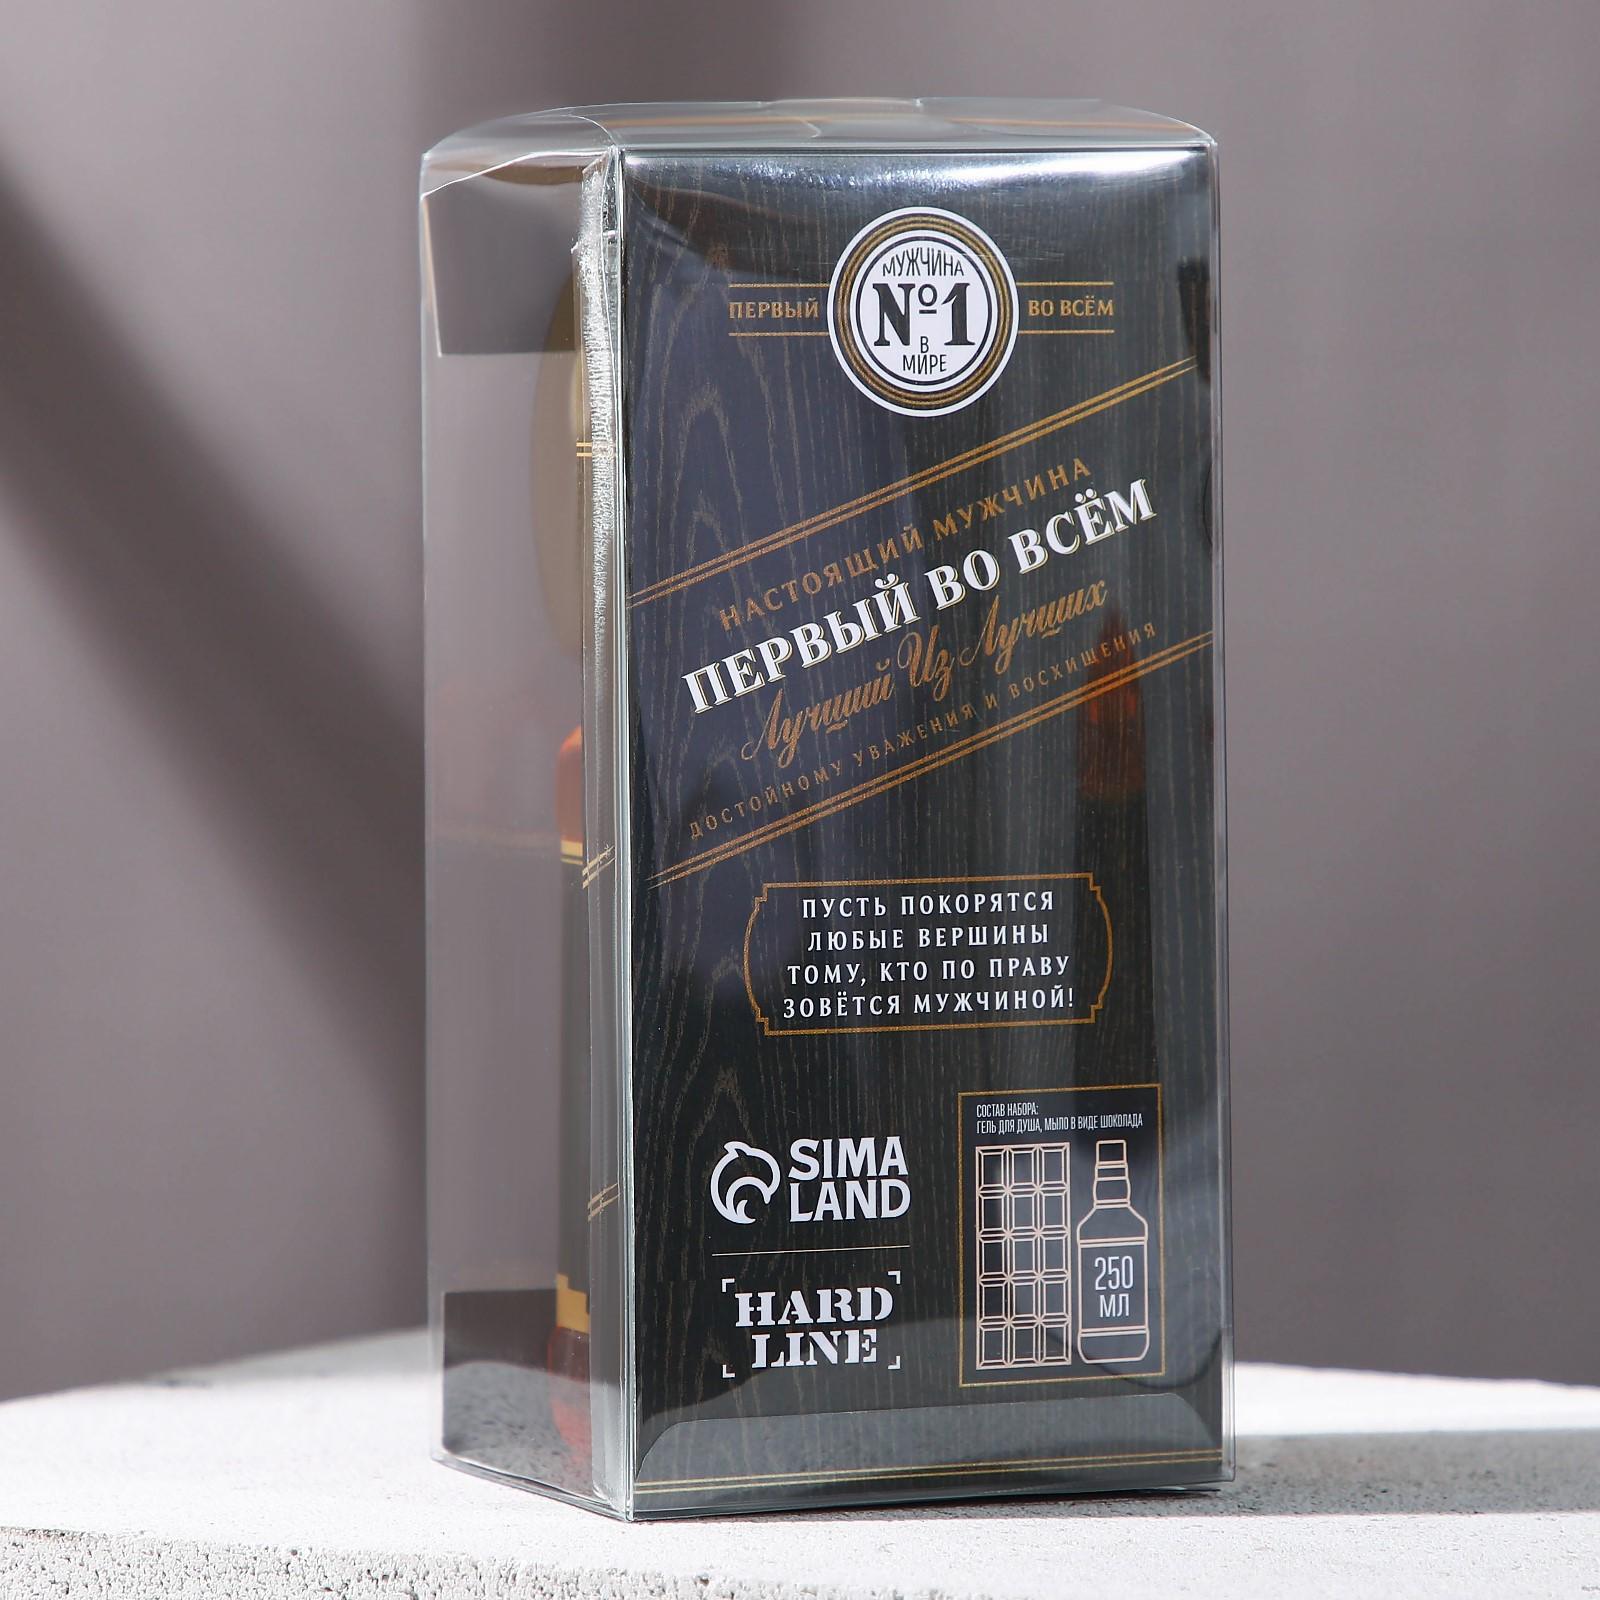 МУЖЧИНА
ПЕРВЫЙ №1 ВО ВСЁМ
В
МИРЕ
НАСТОЯЩИЙ МУЖЧИНА
ПЕРВЫЙ ВО ВСЁМ
Лучший Из Лучших
ДОСТОЙНОМУ УВАЖЕНИЯ И ВОСХИЩЕНИЯ
ПУСТЬ ПОКОРЯТСЯ
ЛЮБЫЕ ВЕРШИНЫ
ТОМУ, КТО ПО ПРАВУ
ЗОВЁТСЯ МУЖЧИНОЙ!
SIMA
LAND
HARD
LINE
СОСТАВ НАБОРА:
ГЕЛЬ ДЛЯ ДУША, МЫЛО В ВИДЕ ШОКОЛАДА
250
МЛ